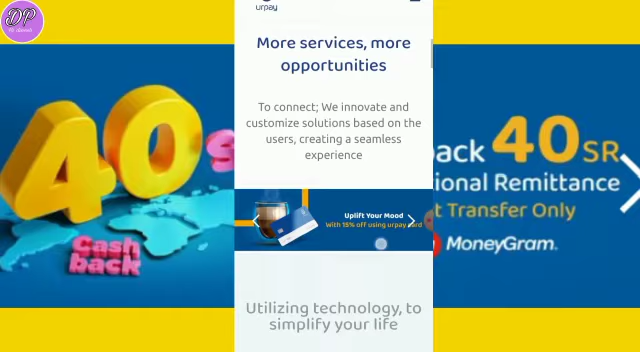 DP
urpay
More services, more
opportunities
To connect; We innovate and
customize solutions based on the
users, creating a seamless
experience
40
Cash
back
ack 40 SR
ional Remittance
t Transfer Only
MoneyGram.
Uplift Your Mood
With 15% off using urpay card
Utilizing technology, to
simplify your life